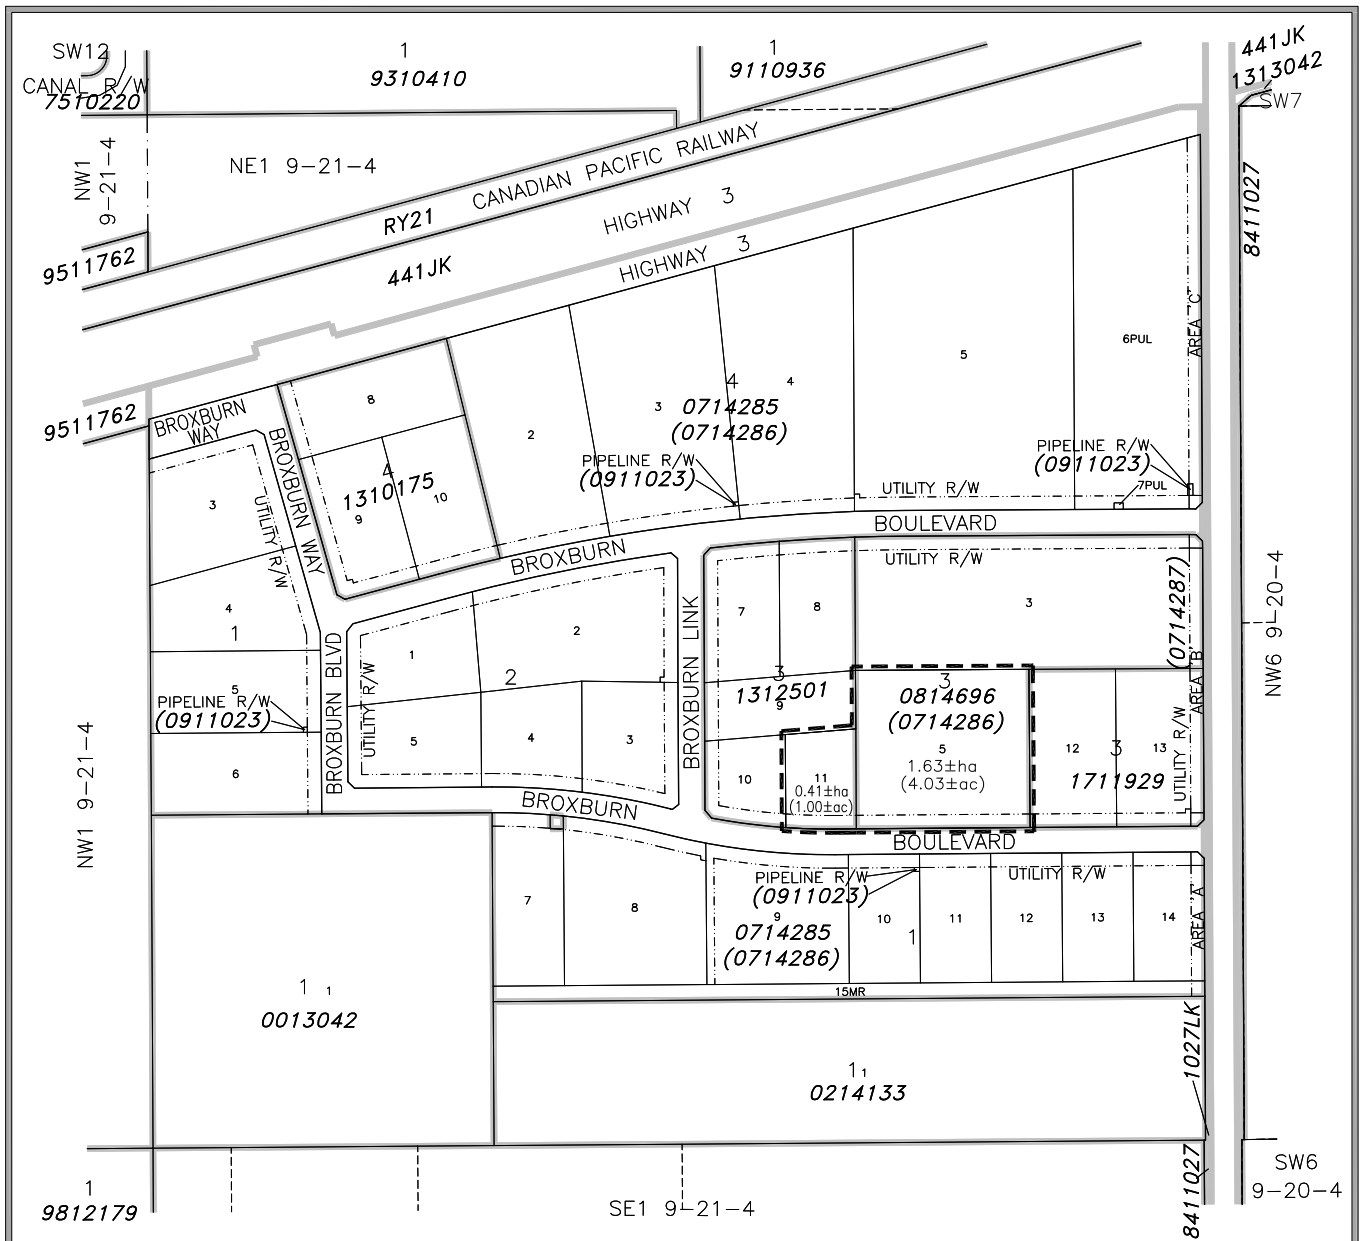 SW12
CANAL R/W
7510220
1
9310410
1
9110936
441JK
1313042
SW7
NW1
9-21-4
NE1 9-21-4
CANADIAN PACIFIC RAILWAY
RY21
HIGHWAY 3
HIGHWAY 3
441JK
8411027
9511762
9511762
BROXBURN
WAY
BROXBURN WAY
8
4
1310175
9
10
2
3
4
4
0714285
(0714286)
PIPELINE R/W
(0911023)
5
6PUL
AREA 'C'
PIPELINE R/W
(0911023)
7PUL
UTILITY R/W
BOULEVARD
BROXBURN
3
UTILITY R/W
4
1
5
PIPELINE R/W
(0911023)
6
BROXBURN BLVD
UTILITY R/W
1
2
2
5
4
3
BROXBURN LINK
7
8
3
1312501
9
10
UTILITY R/W
3
(0714287)
3
0814696
(0714286)
5
1.63±ha
(4.03±ac)
11
0.41±ha
(1.00±ac)
12
3
13
1711929
UTILITY R/W
AREA 'B'
NW6 9-20-4
NW1 9-21-4
BROXBURN
BOULEVARD
7
8
PIPELINE R/W
(0911023)
9
0714285
(0714286)
UTILITY R/W
10
1
11
12
13
14
AREA 'A'
15MR
1 1
0013042
1 1
0214133
1027LK
8411027
1
9812179
SE1 9-21-4
SW6
9-20-4